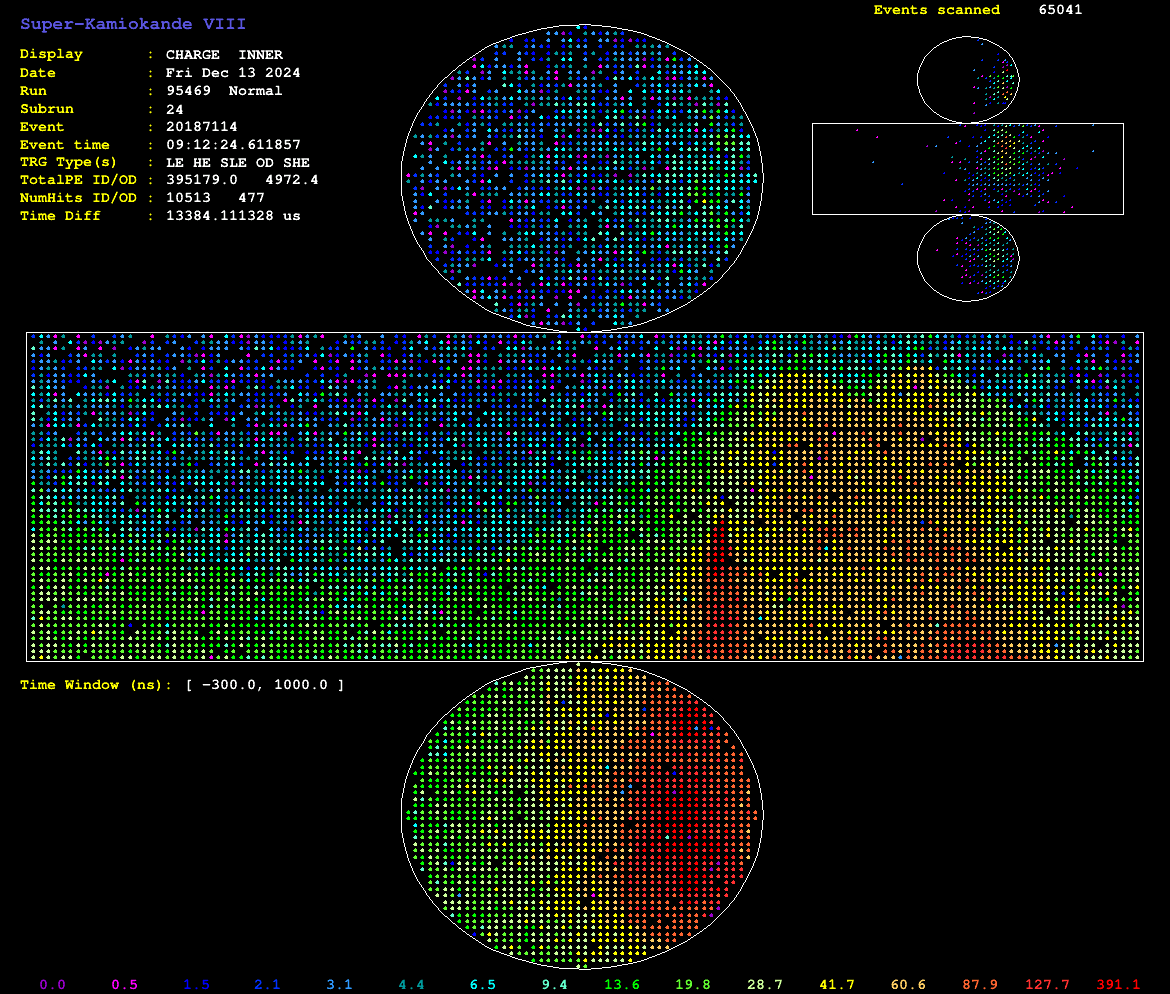 Super-Kamiokande VIII
Events scanned 65041
Display : CHARGE INNER
Date : Fri Dec 13 2024
Run : 95469 Normal
Subrun : 24
Event : 20187114
Event time : 09:12:24.611857
TRG Type(s) : LE HE SLE OD SHE
TotalPE ID/OD : 395179.0 4972.4
NumHits ID/OD : 10513 477
Time Diff : 13384.111328 us
Time Window (ns): [ −300.0, 1000.0 ]
0.0 0.5 1.5 2.1 3.1 4.4 6.5 9.4 13.6 19.8 28.7 41.7 60.6 87.9 127.7 391.1